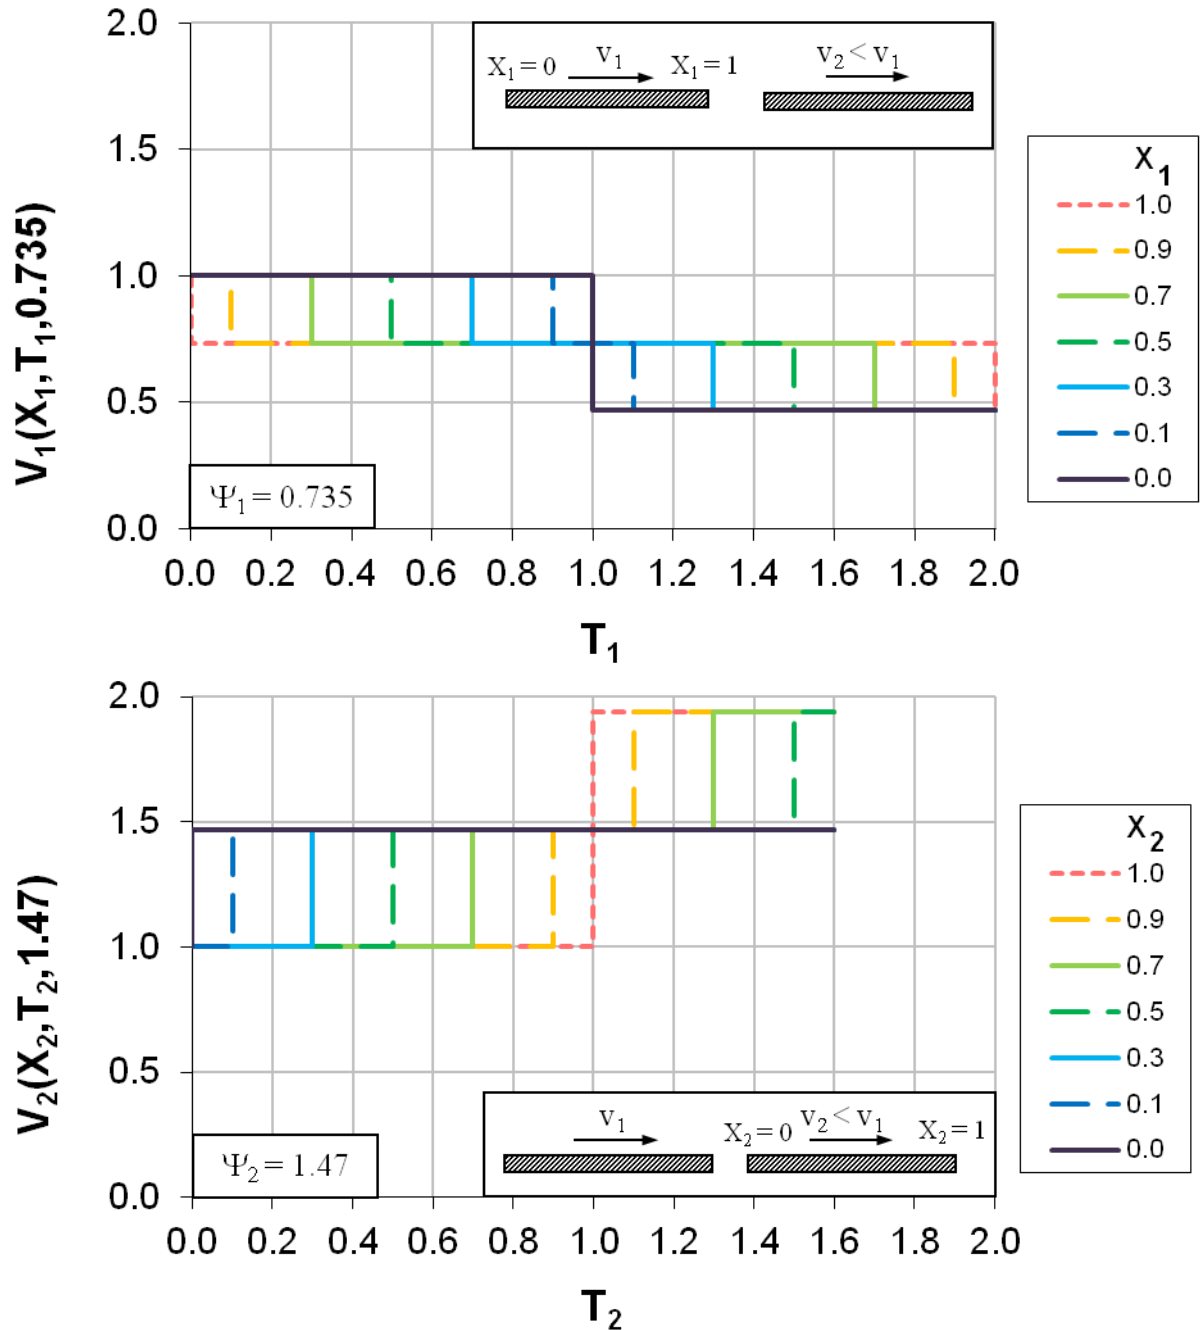 2.0
X₁ = 0 v₁ X₁ = 1 v₂ < v₁
1.5
X₁
1.0
0.9
0.7
0.5
0.3
0.1
0.0
1.0
0.5
Ψ₁ = 0.735
0.0
V₁(X₁,T₁,0.735)
0.0 0.2 0.4 0.6 0.8 1.0 1.2 1.4 1.6 1.8 2.0
T₁
2.0
1.5
1.0
0.5
0.0
V₂(X₂,T₂,1.47)
X₂
1.0
0.9
0.7
0.5
0.3
0.1
0.0
v₁ X₂ = 0 v₂ < v₁ X₂ = 1
Ψ₂ = 1.47
0.0 0.2 0.4 0.6 0.8 1.0 1.2 1.4 1.6 1.8 2.0
T₂